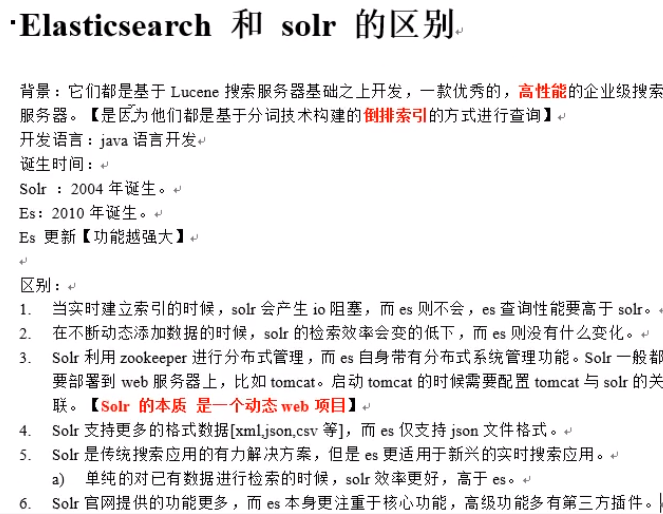 Elasticsearch 和 solr 的区别
背景：它们都是基于 Lucene 搜索服务器基础之上开发，一款优秀的，高性能的企业级搜索
服务器。【是因为他们都是基于分词技术构建的倒排索引的方式进行查询】
开发语言：java 语言开发
诞生时间：
Solr ：2004 年诞生。
Es：2010 年诞生。
Es 更新【功能越强大】
区别：
1. 当实时建立索引的时候，solr 会产生 io 阻塞，而 es 则不会，es 查询性能要高于 solr。
2. 在不断动态添加数据的时候，solr 的检索效率会变的低下，而 es 则没有什么变化。
3. Solr 利用 zookeeper 进行分布式管理，而 es 自身带有分布式系统管理功能。Solr 一般都
要部署到 web 服务器上，比如 tomcat。启动 tomcat 的时候需要配置 tomcat 与 solr 的关
联。【Solr 的本质 是一个动态 web 项目】
4. Solr 支持更多的格式数据[xml,json,csv 等]，而 es 仅支持 json 文件格式。
5. Solr 是传统搜索应用的有力解决方案，但是 es 更适用于新兴的实时搜索应用。
a) 单纯的对已有数据进行检索的时候，solr 效率更好，高于 es。
6. Solr 官网提供的功能更多，而 es 本身更注重于核心功能，高级功能多有第三方插件。